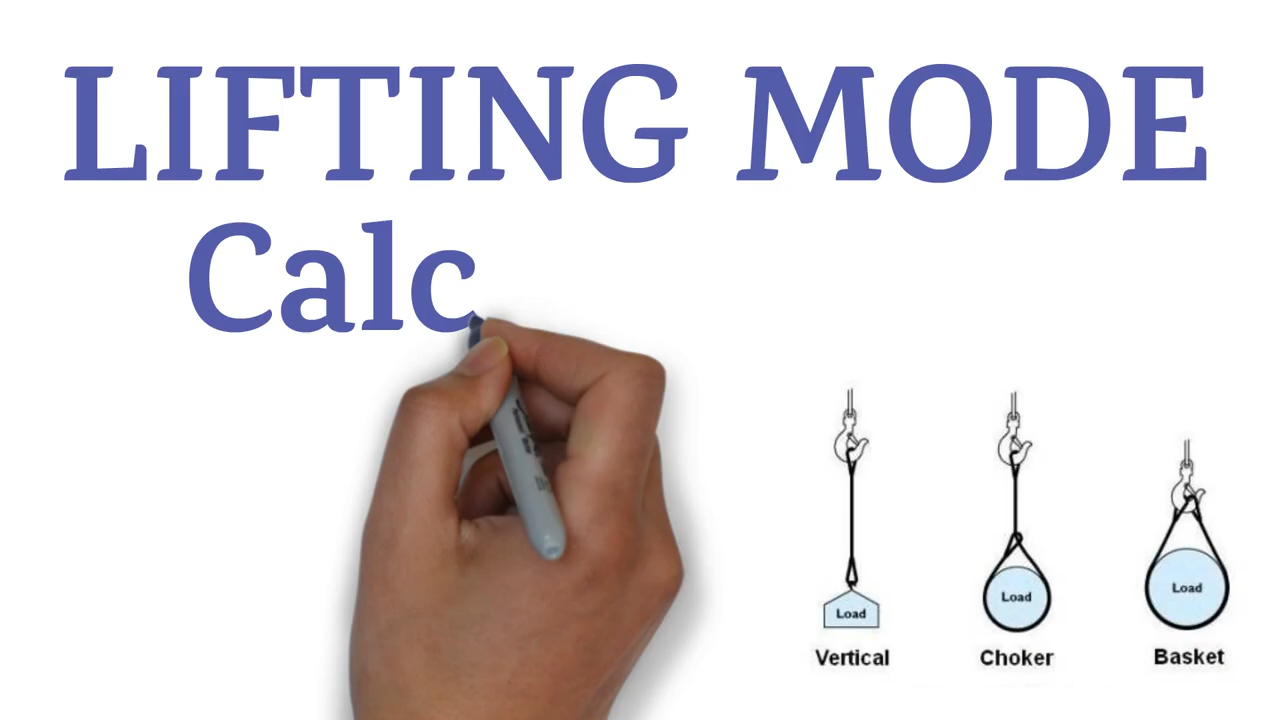 LIFTING MODE
Calc
Load
Load
Load
Vertical
Choker
Basket